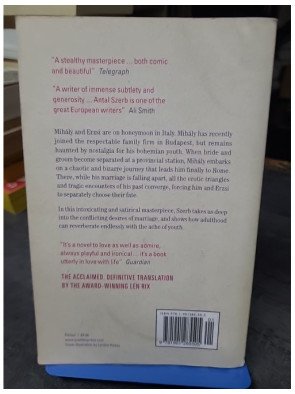 "A stealthy masterpiece ... both comic
and beautiful" Telegraph
"A writer of immense subtlety and
generosity ... Antal Szerb is one of the
great European writers" Ali Smith
Mihály and Erzsi are on honeymoon in Italy. Mihály has recently
joined the respectable family firm in Budapest, but remains
haunted by nostalgia for his bohemian youth. When bride and
groom become separated at a provincial station, Mihály embarks
on a chaotic and bizarre journey that leads him finally to Rome.
There, while his marriage is falling apart, all the erotic tangles
and tragic encounters of his past converge, forcing him and Erzsi
to separately choose their fate.
In this intoxicating and satirical masterpiece, Szerb takes us deep
into the conflicting desires of marriage, and shows how adulthood
can reverberate endlessly with the ache of youth.
"It's a novel to love as well as admire,
always playful and ironical ... it's a book
utterly in love with life" Guardian
THE ACCLAIMED, DEFINITIVE TRANSLATION
BY THE AWARD-WINNING LEN RIX